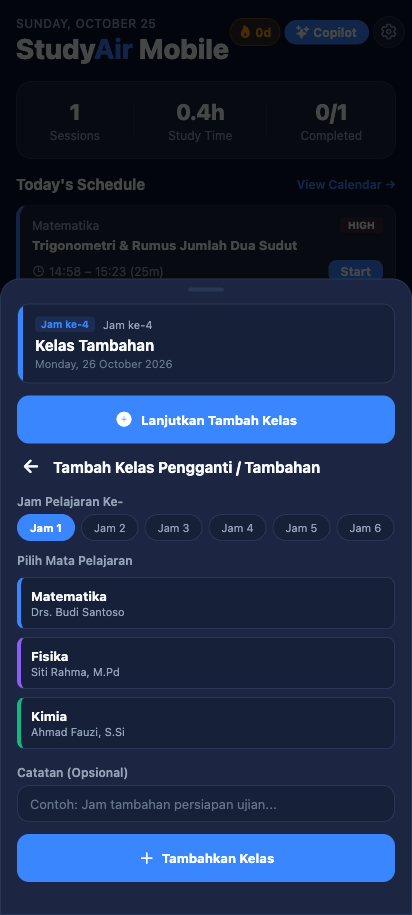 SUNDAY, OCTOBER 25
StudyAir Mobile
0d
Copilot
1
Sessions
0.4h
Study Time
0/1
Completed
Today's Schedule
View Calendar →
Matematika
HIGH
Trigonometri & Rumus Jumlah Dua Sudut
14:58 – 15:23 (25m)
Start
Jam ke-4
Jam ke-4
Kelas Tambahan
Monday, 26 October 2026
Lanjutkan Tambah Kelas
Tambah Kelas Pengganti / Tambahan
Jam Pelajaran Ke-
Jam 1
Jam 2
Jam 3
Jam 4
Jam 5
Jam 6
Pilih Mata Pelajaran
Matematika
Drs. Budi Santoso
Fisika
Siti Rahma, M.Pd
Kimia
Ahmad Fauzi, S.Si
Catatan (Opsional)
Contoh: Jam tambahan persiapan ujian...
Tambahkan Kelas